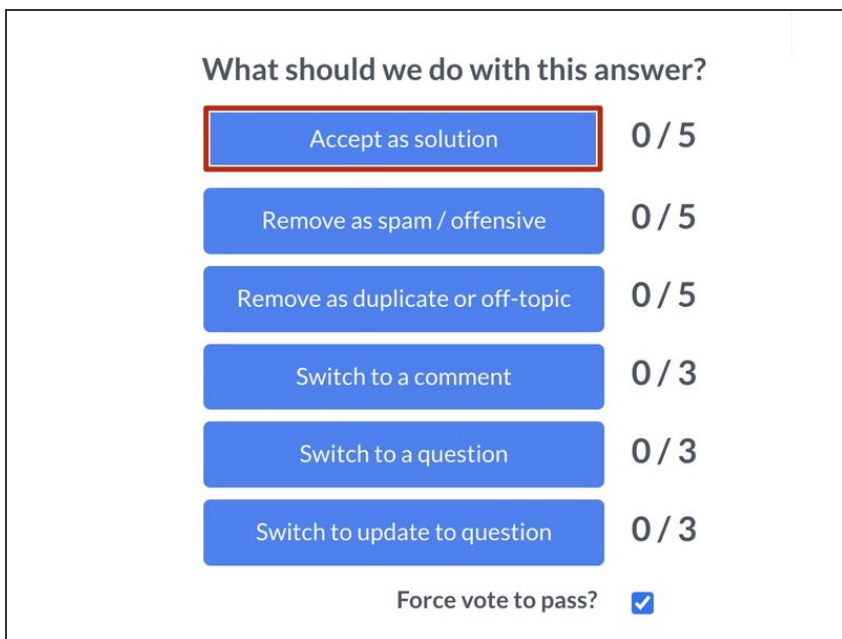 What should we do with this answer?
Accept as solution 0 / 5
Remove as spam / offensive 0 / 5
Remove as duplicate or off-topic 0 / 5
Switch to a comment 0 / 3
Switch to a question 0 / 3
Switch to update to question 0 / 3
Force vote to pass?